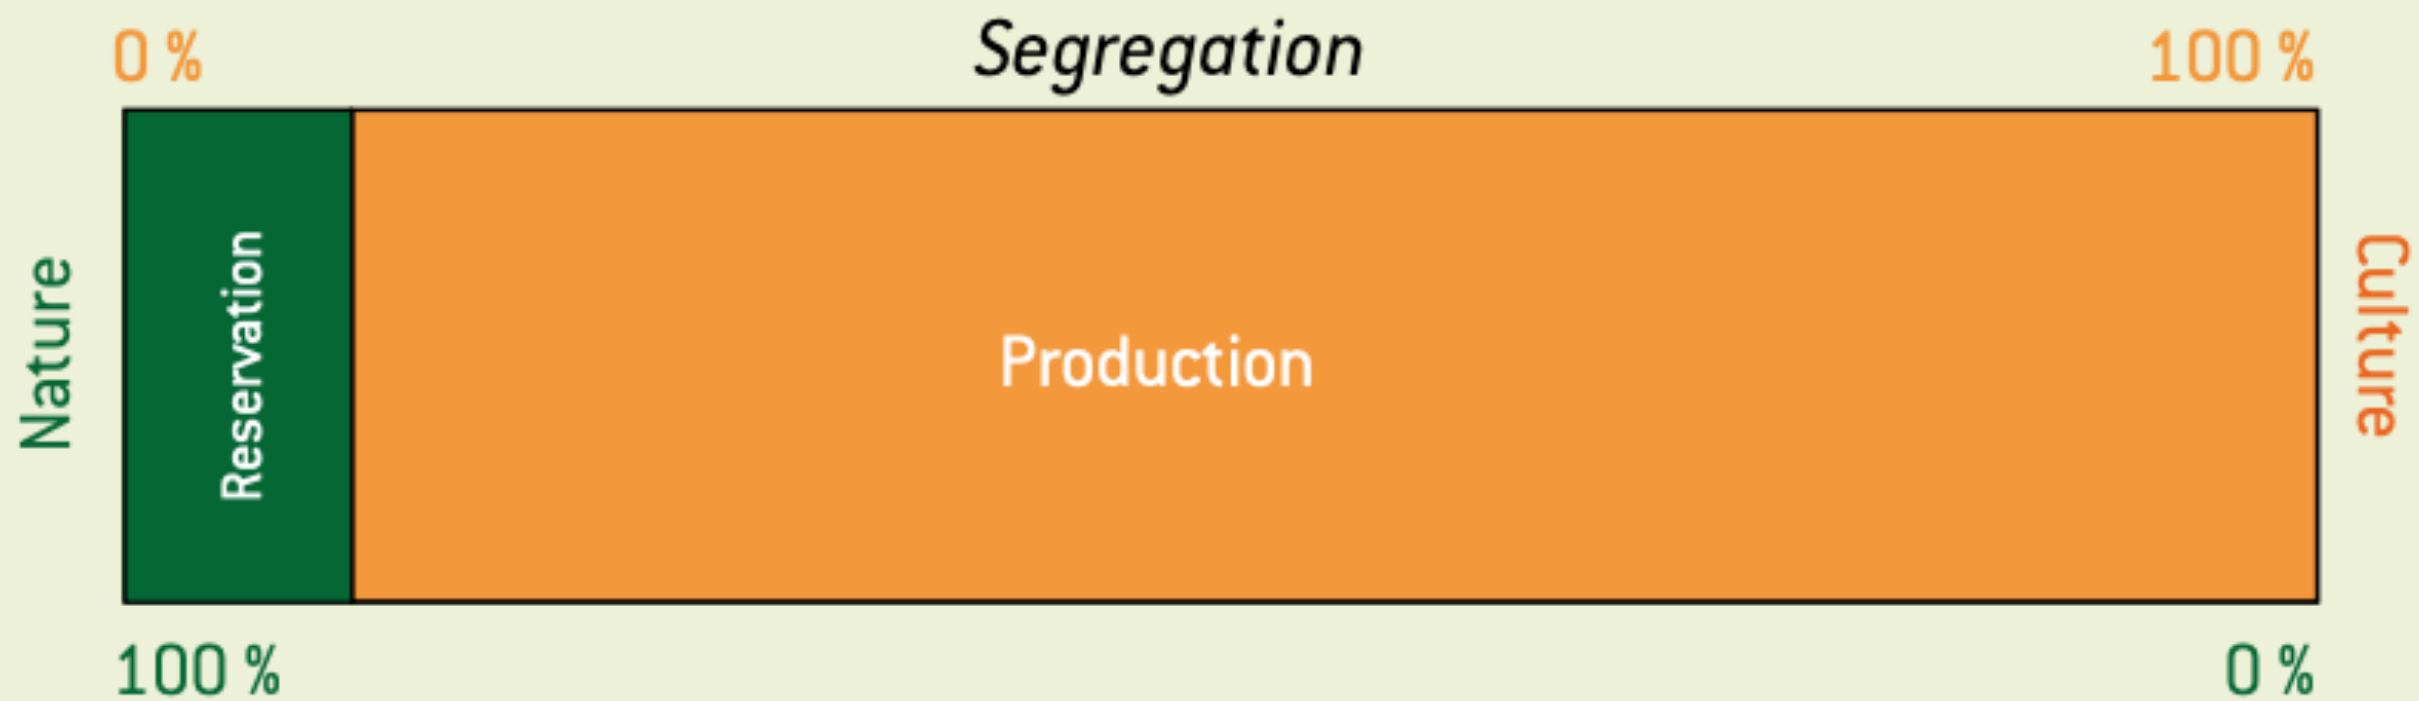 Segregation
0 %
100 %
Nature
Reservation
Production
Culture
100 %
0 %